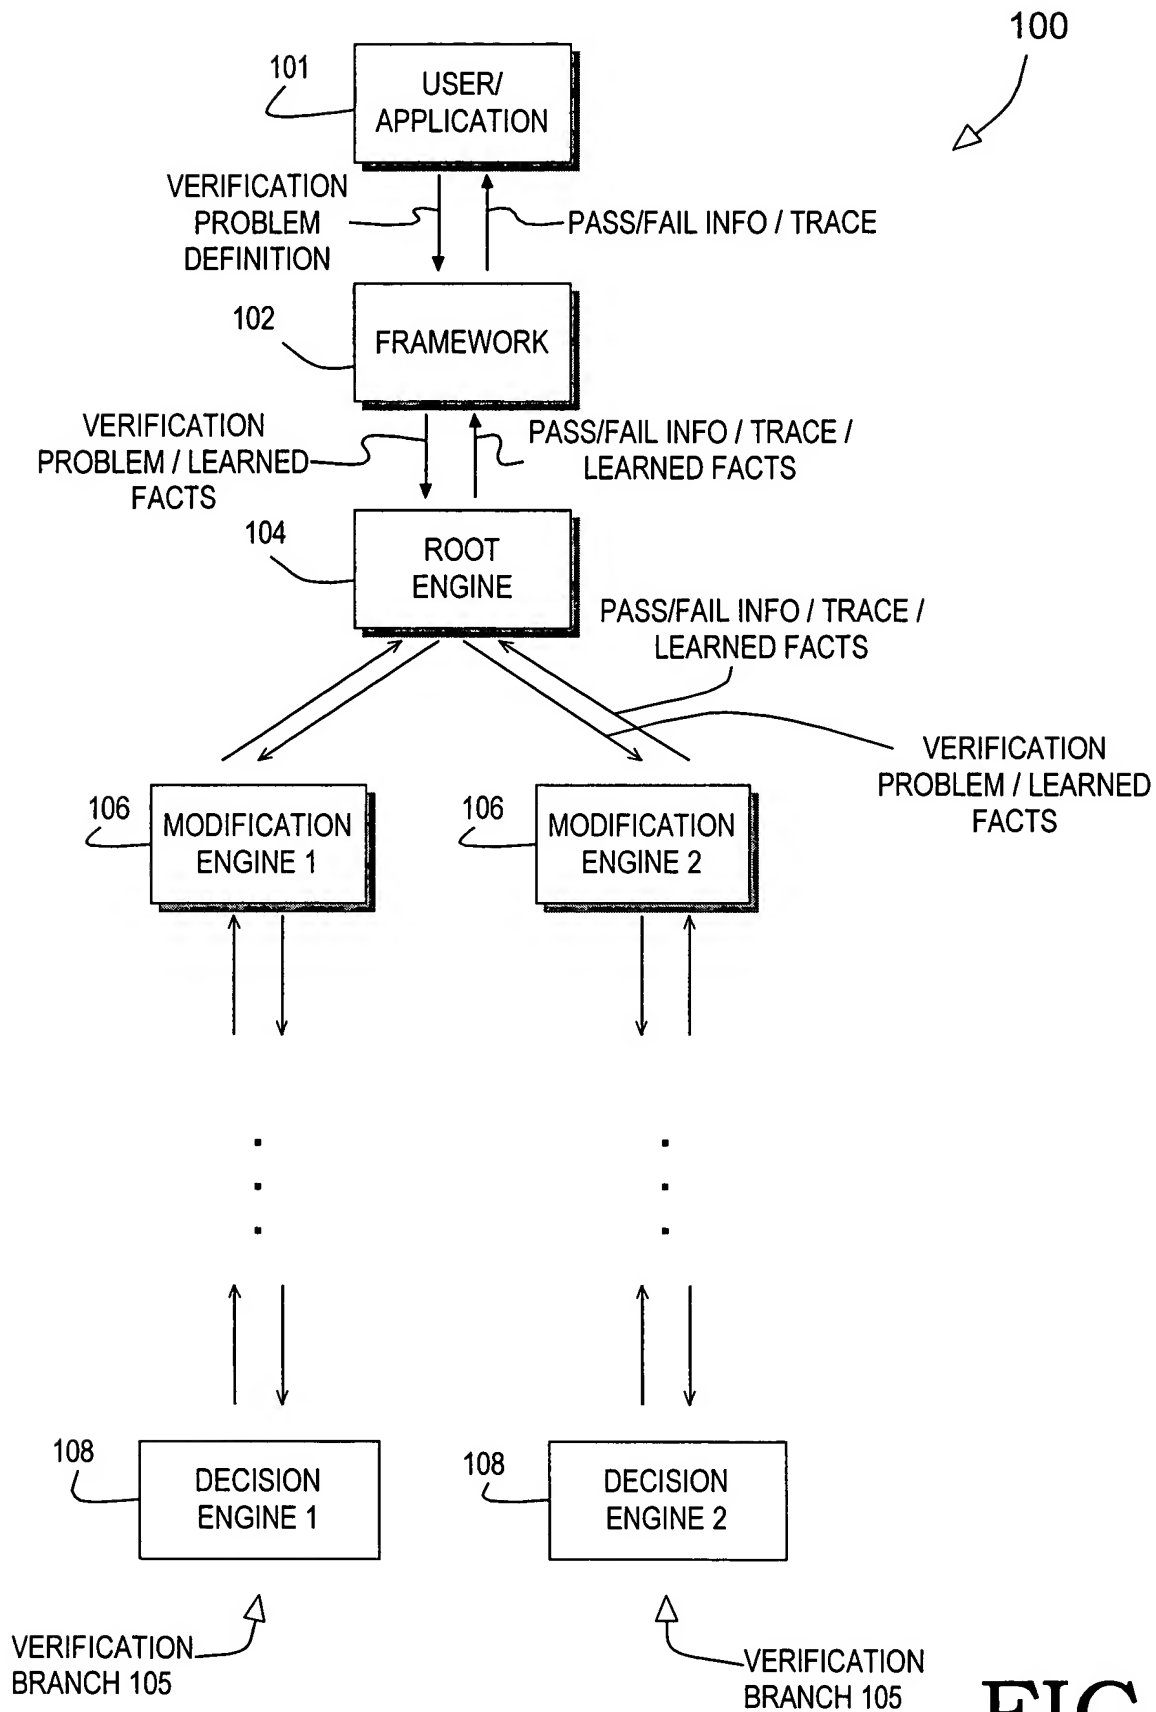 100
101
USER/
APPLICATION
VERIFICATION
PROBLEM
DEFINITION
PASS/FAIL INFO / TRACE
102
FRAMEWORK
VERIFICATION
PROBLEM / LEARNED
FACTS
PASS/FAIL INFO / TRACE /
LEARNED FACTS
104
ROOT
ENGINE
PASS/FAIL INFO / TRACE /
LEARNED FACTS
VERIFICATION
PROBLEM / LEARNED
FACTS
106
MODIFICATION
ENGINE 1
106
MODIFICATION
ENGINE 2
108
DECISION
ENGINE 1
108
DECISION
ENGINE 2
VERIFICATION
BRANCH 105
VERIFICATION
BRANCH 105